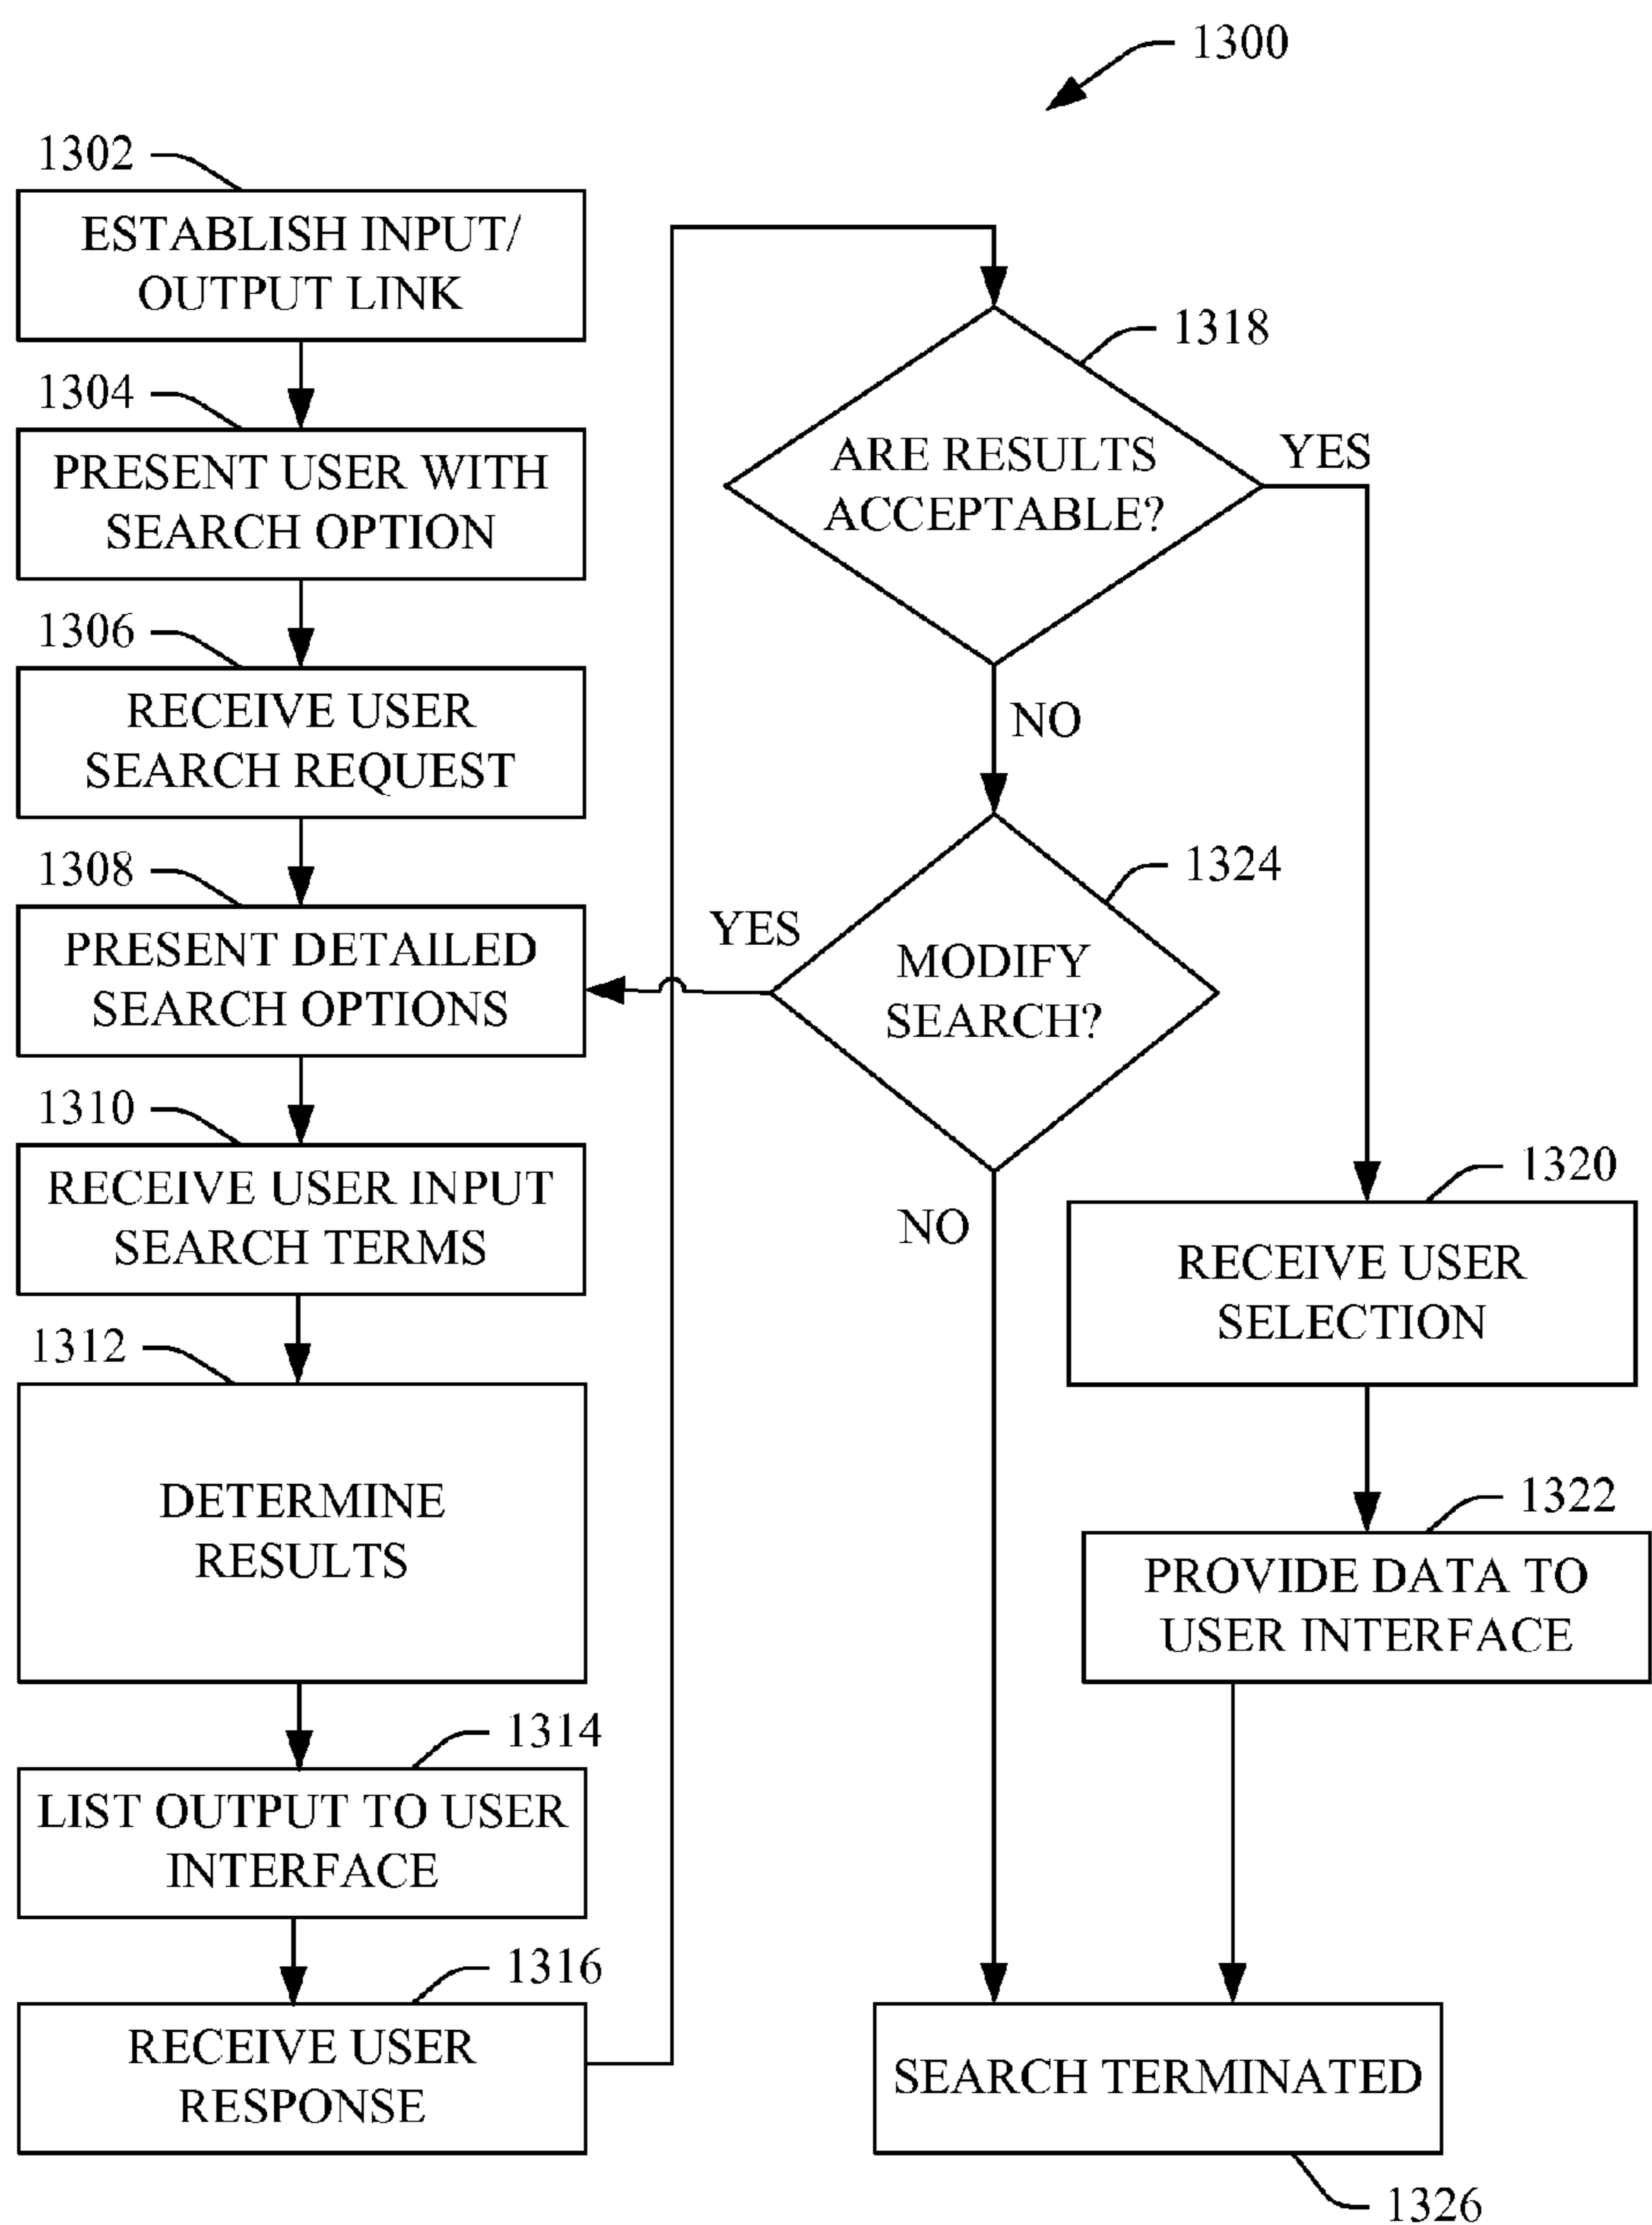 1300
1302
ESTABLISH INPUT/
OUTPUT LINK
1304
PRESENT USER WITH
SEARCH OPTION
1306
RECEIVE USER
SEARCH REQUEST
1308
PRESENT DETAILED
SEARCH OPTIONS
1310
RECEIVE USER INPUT
SEARCH TERMS
1312
DETERMINE
RESULTS
1314
LIST OUTPUT TO USER
INTERFACE
1316
RECEIVE USER
RESPONSE
1318
ARE RESULTS
ACCEPTABLE?
YES
NO
1324
MODIFY
SEARCH?
YES
NO
1320
RECEIVE USER
SELECTION
1322
PROVIDE DATA TO
USER INTERFACE
SEARCH TERMINATED
1326